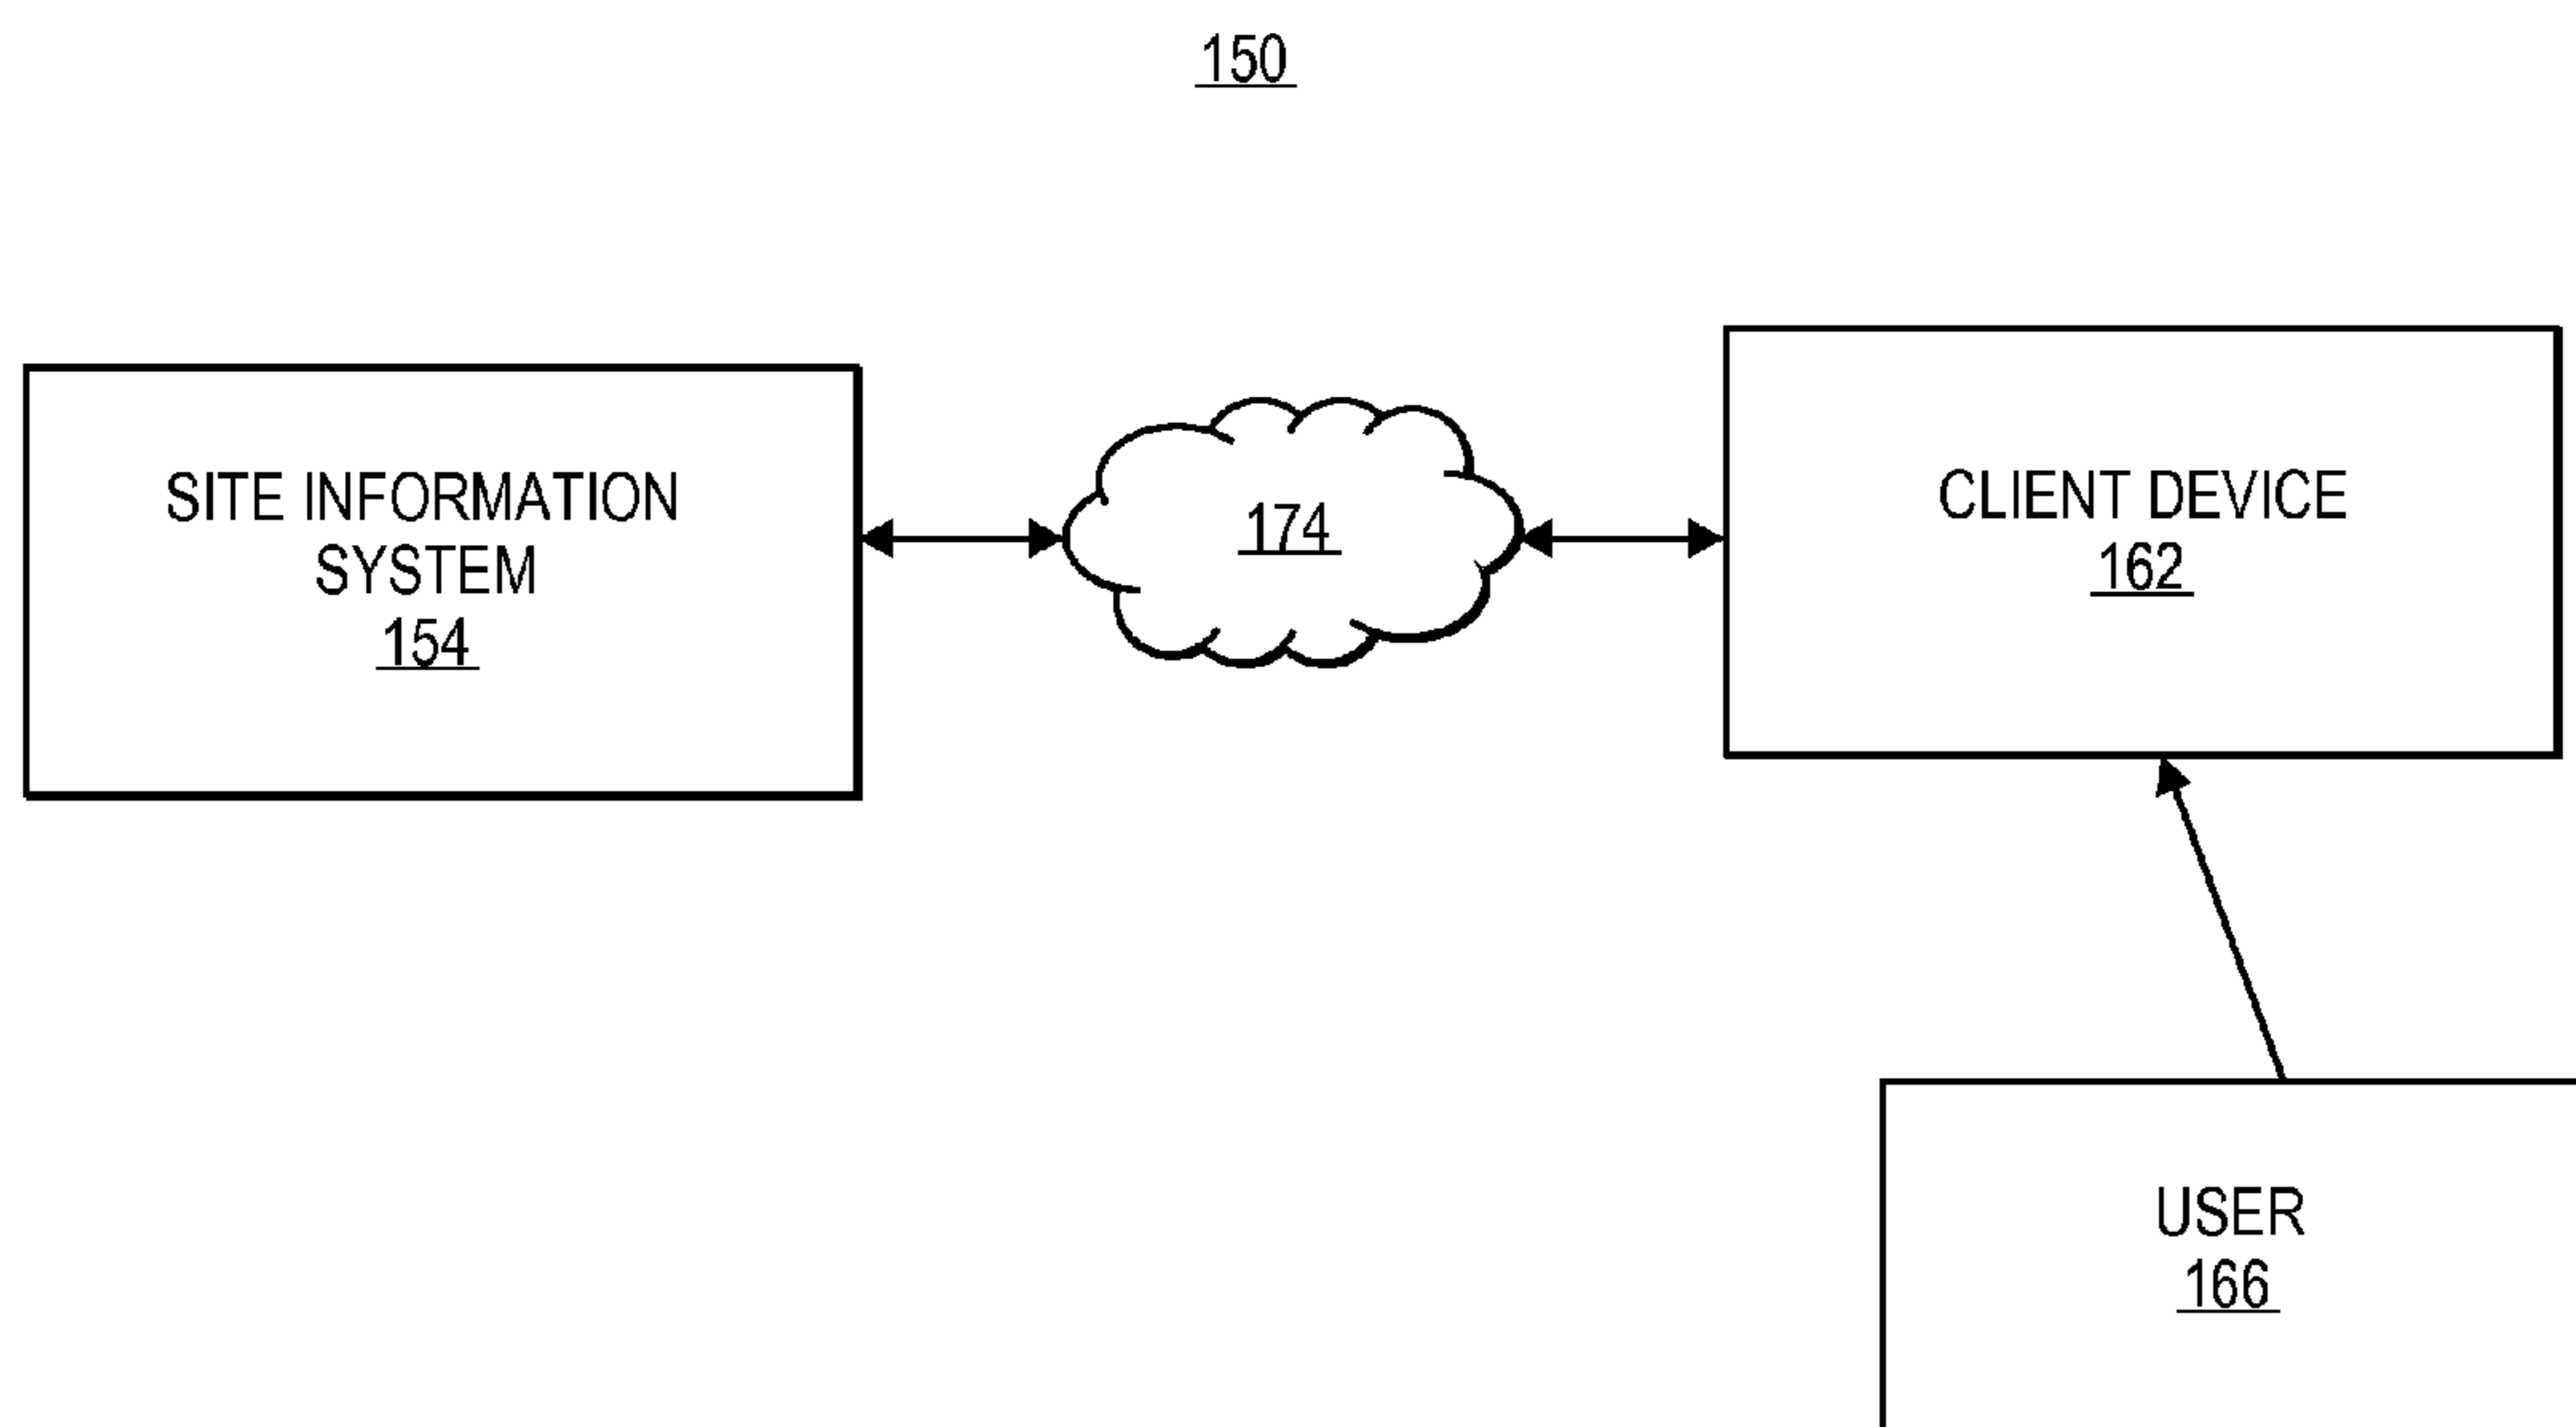 150
SITE INFORMATION
SYSTEM
154
174
CLIENT DEVICE
162
USER
166